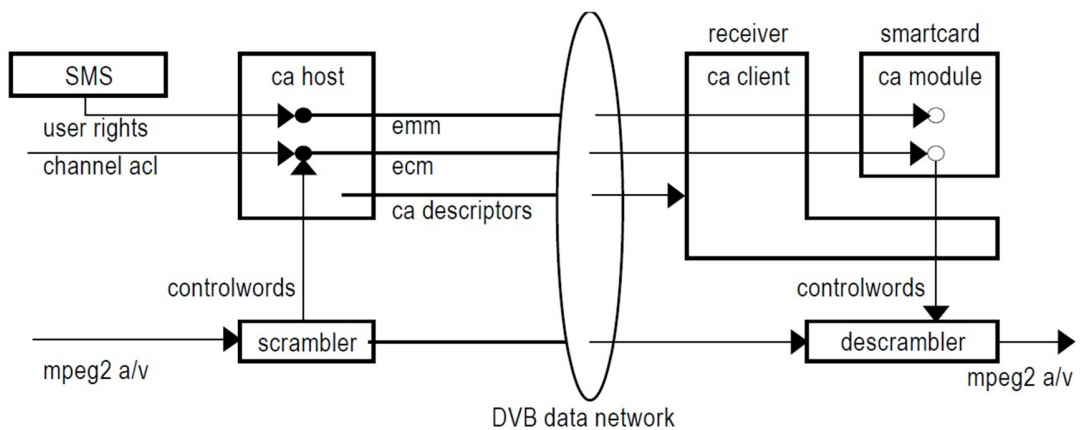 receiver
smartcard
SMS
ca host
ca client
ca module
user rights
emm
channel acl
ecm
ca descriptors
controlwords
controlwords
scrambler
descrambler
mpeg2 a/v
mpeg2 a/v
DVB data network